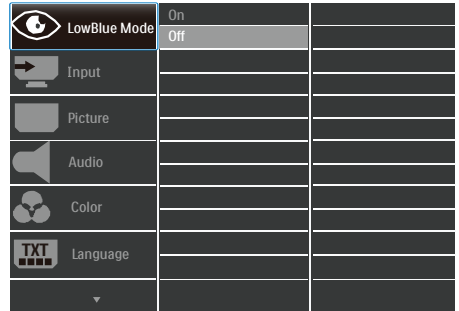 LowBlue Mode
On
Off
Input
Picture
Audio
Color
TXT
Language